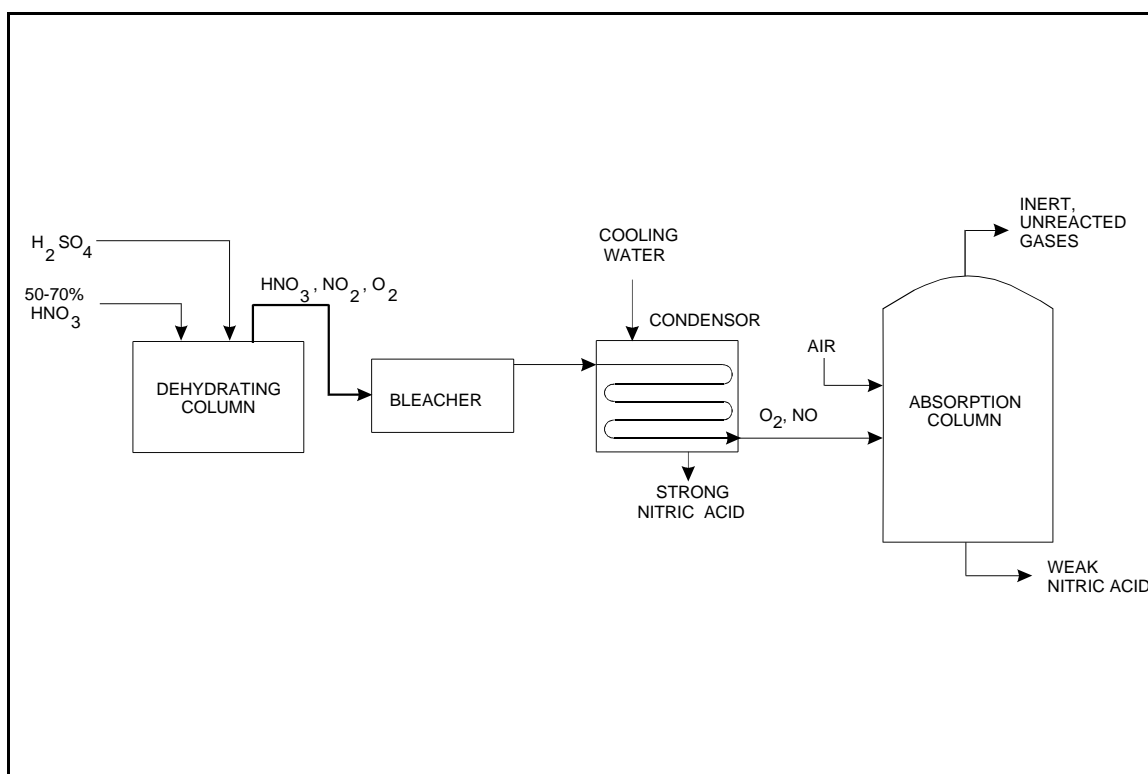 H2SO4
50-70%
HNO3
HNO3, NO2, O2
DEHYDRATING
COLUMN
BLEACHER
COOLING
WATER
CONDENSOR
STRONG
NITRIC ACID
O2, NO
AIR
INERT,
UNREACTED
GASES
ABSORPTION
COLUMN
WEAK
NITRIC ACID